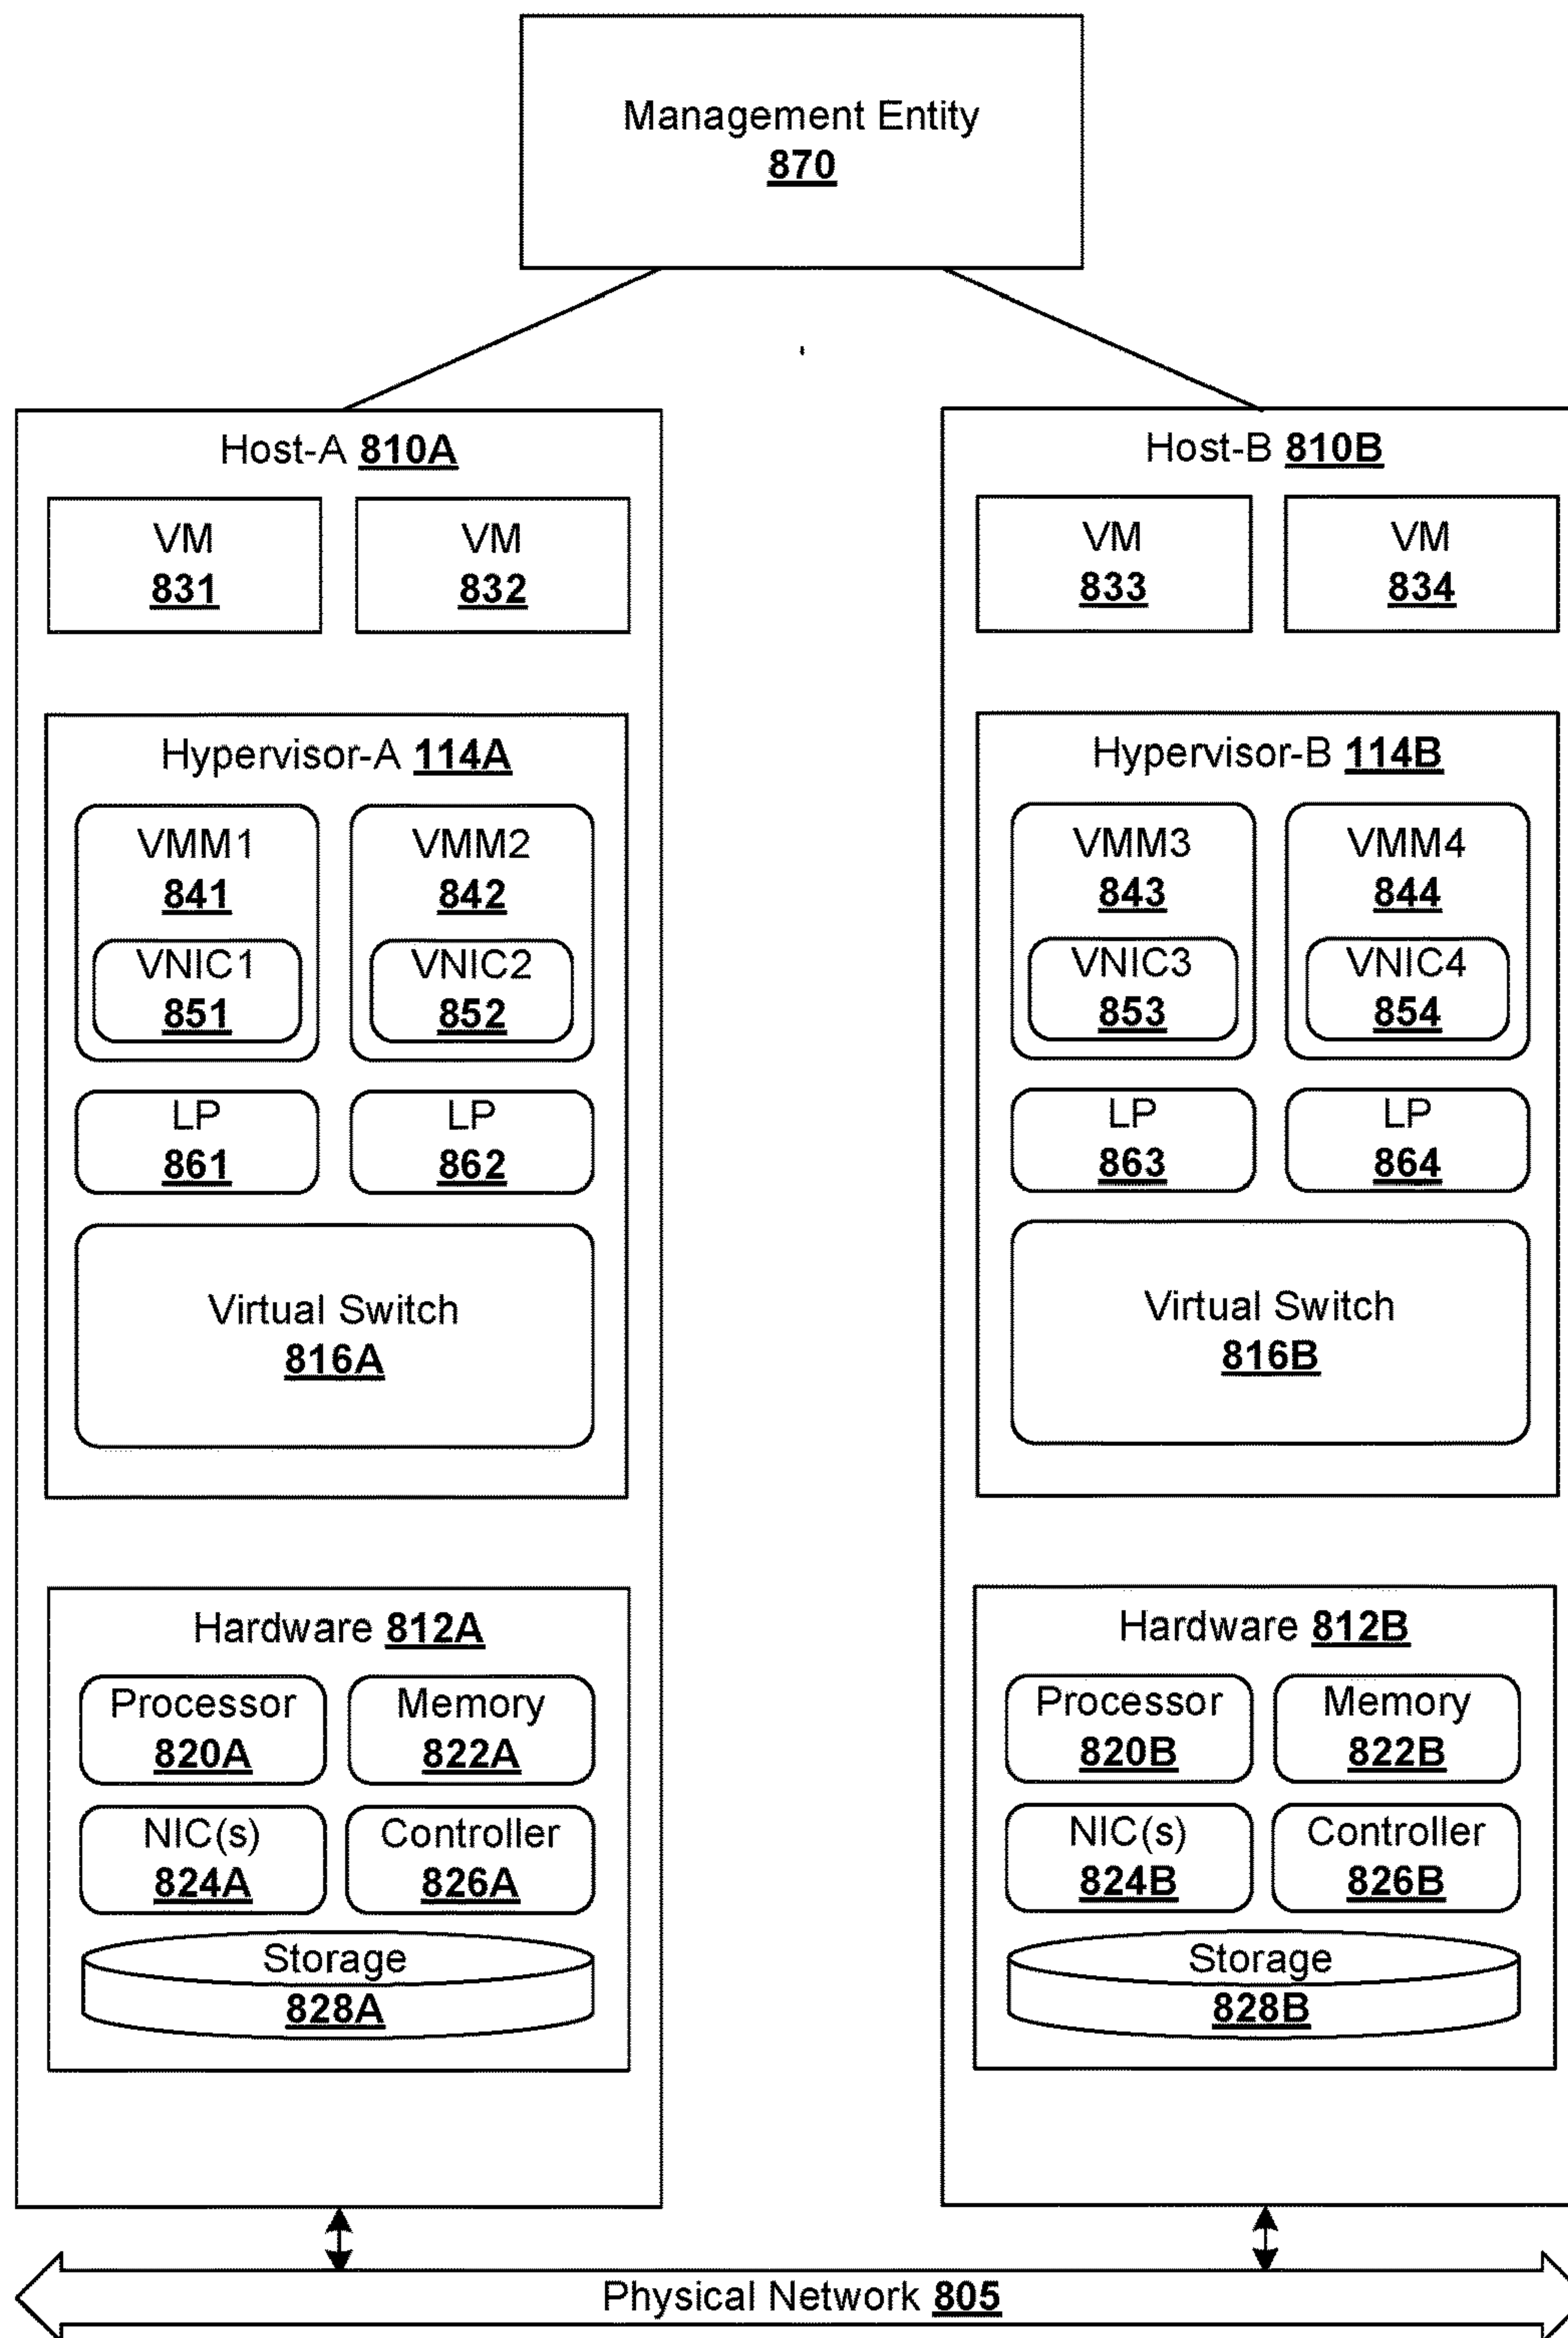 Management Entity
870
Host-A 810A
VM
831
VM
832
Hypervisor-A 114A
VMM1
841
VNIC1
851
VMM2
842
VNIC2
852
LP
861
LP
862
Virtual Switch
816A
Hardware 812A
Processor
820A
Memory
822A
NIC(s)
824A
Controller
826A
Storage
828A
Host-B 810B
VM
833
VM
834
Hypervisor-B 114B
VMM3
843
VNIC3
853
VMM4
844
VNIC4
854
LP
863
LP
864
Virtual Switch
816B
Hardware 812B
Processor
820B
Memory
822B
NIC(s)
824B
Controller
826B
Storage
828B
Physical Network 805